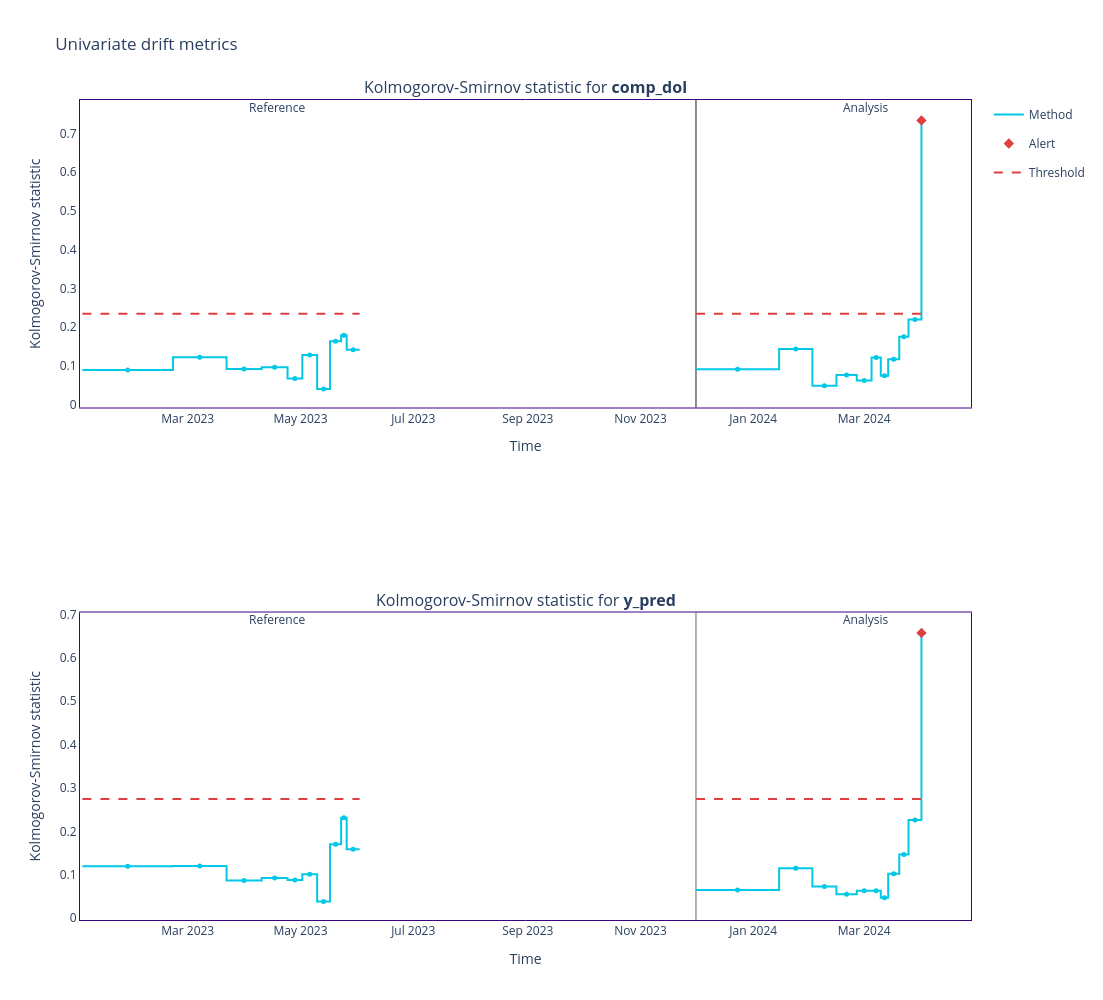 Univariate drift metrics
Kolmogorov-Smirnov statistic for comp_dol
Reference
Analysis
Method
Alert
Threshold
Kolmogorov-Smirnov statistic
0.7
0.6
0.5
0.4
0.3
0.2
0.1
0
Mar 2023
May 2023
Jul 2023
Sep 2023
Nov 2023
Jan 2024
Mar 2024
Time
Kolmogorov-Smirnov statistic for y_pred
Reference
Analysis
Kolmogorov-Smirnov statistic
0.7
0.6
0.5
0.4
0.3
0.2
0.1
0
Mar 2023
May 2023
Jul 2023
Sep 2023
Nov 2023
Jan 2024
Mar 2024
Time